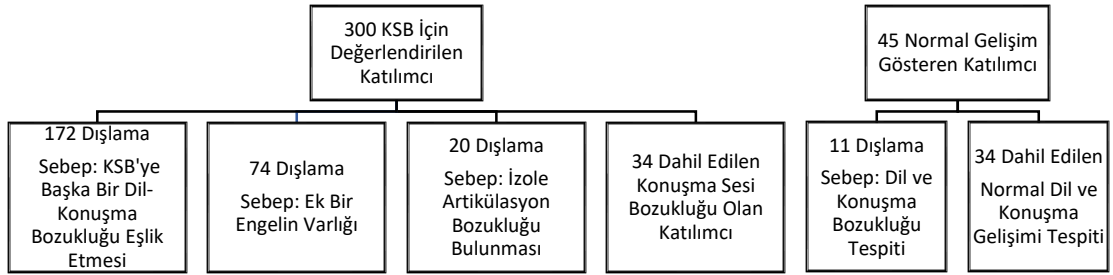 300 KSB İçin
Değerlendirilen
Katılımcı
45 Normal Gelişim
Gösteren Katılımcı
172 Dışlama
Sebep: KSB'ye
Başka Bir Dil-
Konuşma
Bozukluğu Eşlik
Etmesi
74 Dışlama
Sebep: Ek Bir
Engelin Varlığı
20 Dışlama
Sebep: İzole
Artikülasyon
Bozukluğu
Bulunması
34 Dahil Edilen
Konuşma Sesi
Bozukluğu Olan
Katılımcı
11 Dışlama
Sebep: Dil ve
Konuşma
Bozukluğu
Tespiti
34 Dahil Edilen
Normal Dil ve
Konuşma
Gelişimi Tespiti